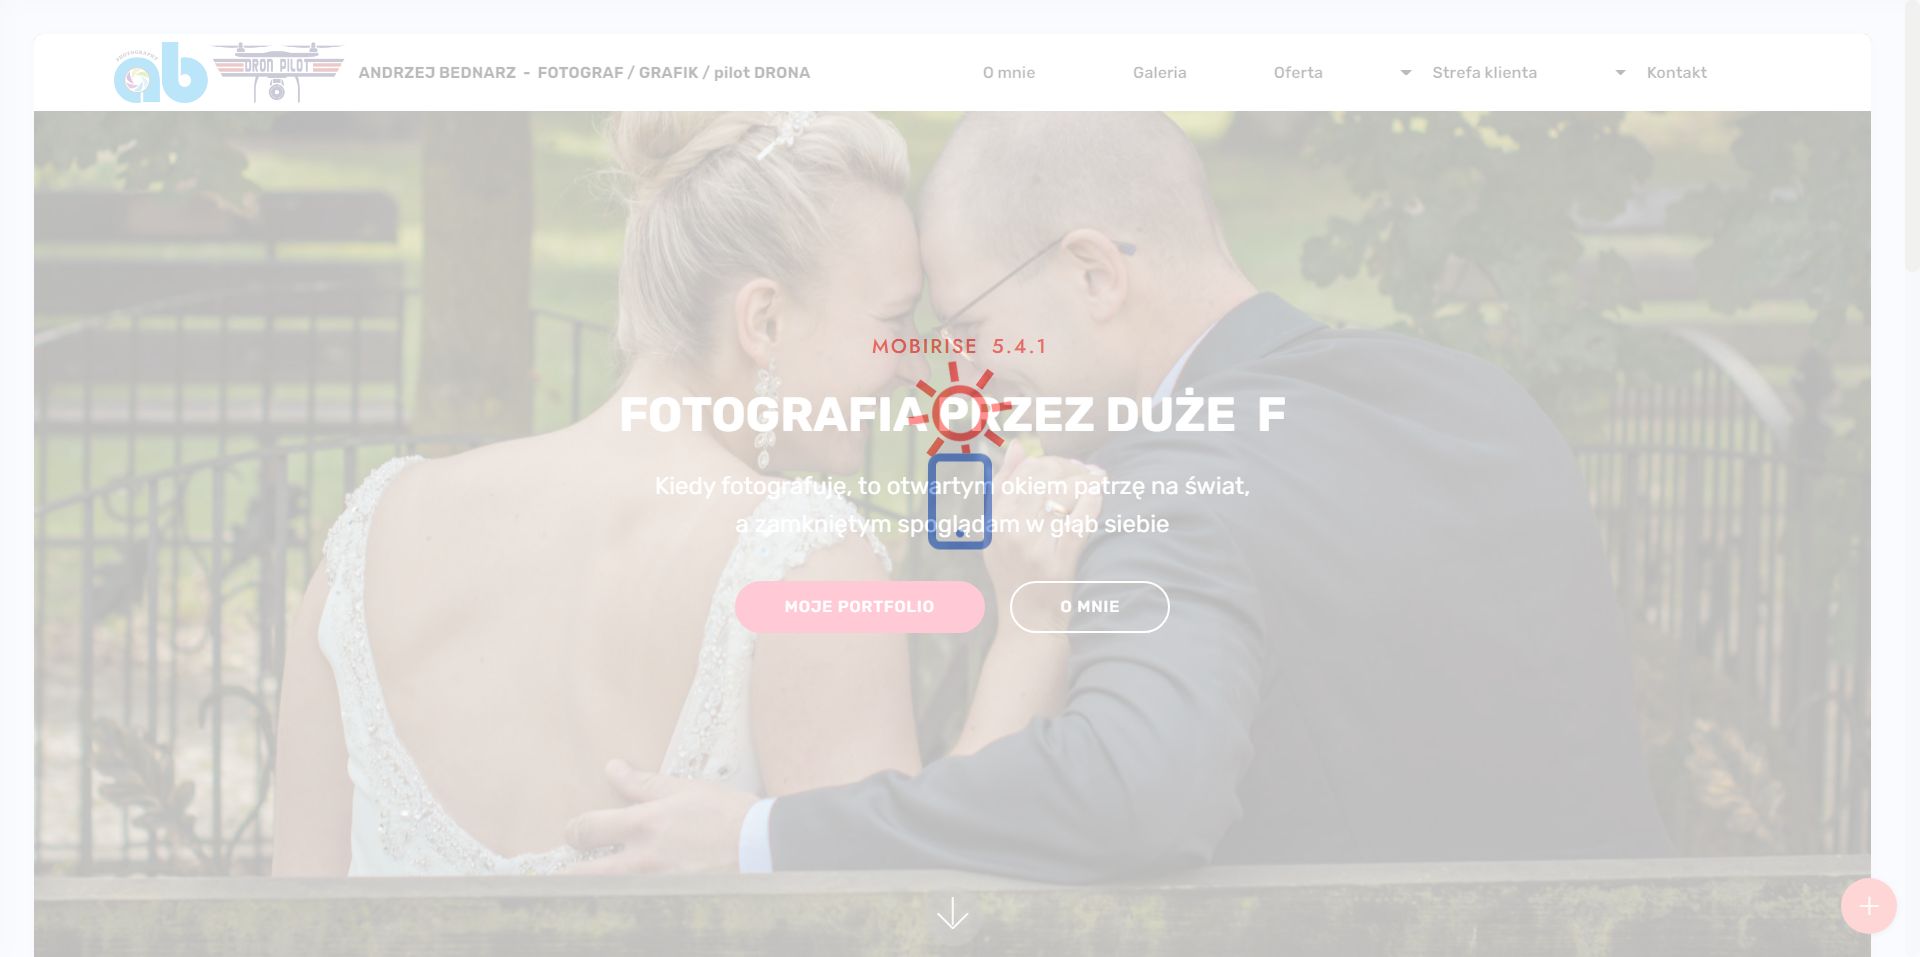 PHOTOGRAPHY
ab
DRON PILOT
ANDRZEJ BEDNARZ - FOTOGRAF / GRAFIK / pilot DRONA
O mnie
Galeria
Oferta
Strefa klienta
Kontakt
MOBIRISE 5.4.1
FOTOGRAFIA PRZEZ DUŻE F
Kiedy fotografuję, to otwartym okiem patrzę na świat,
a zamkniętym spoglądam w głąb siebie
MOJE PORTFOLIO
O MNIE